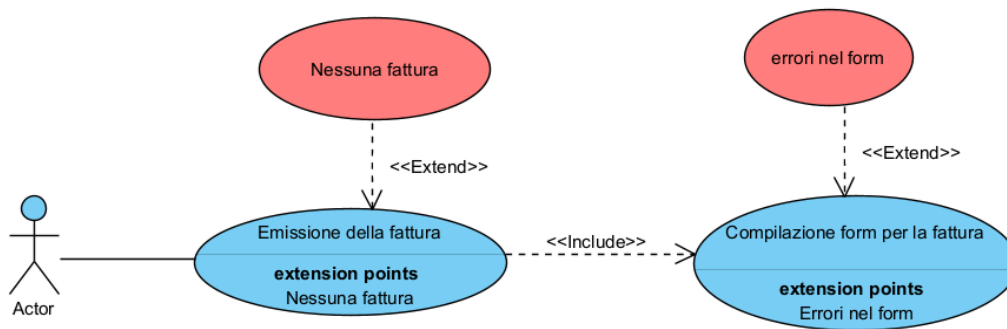 Nessuna fattura
errori nel form
<<Extend>>
<<Extend>>
Emissione della fattura
extension points
Nessuna fattura
<<Include>>
Compilazione form per la fattura
extension points
Errori nel form
Actor